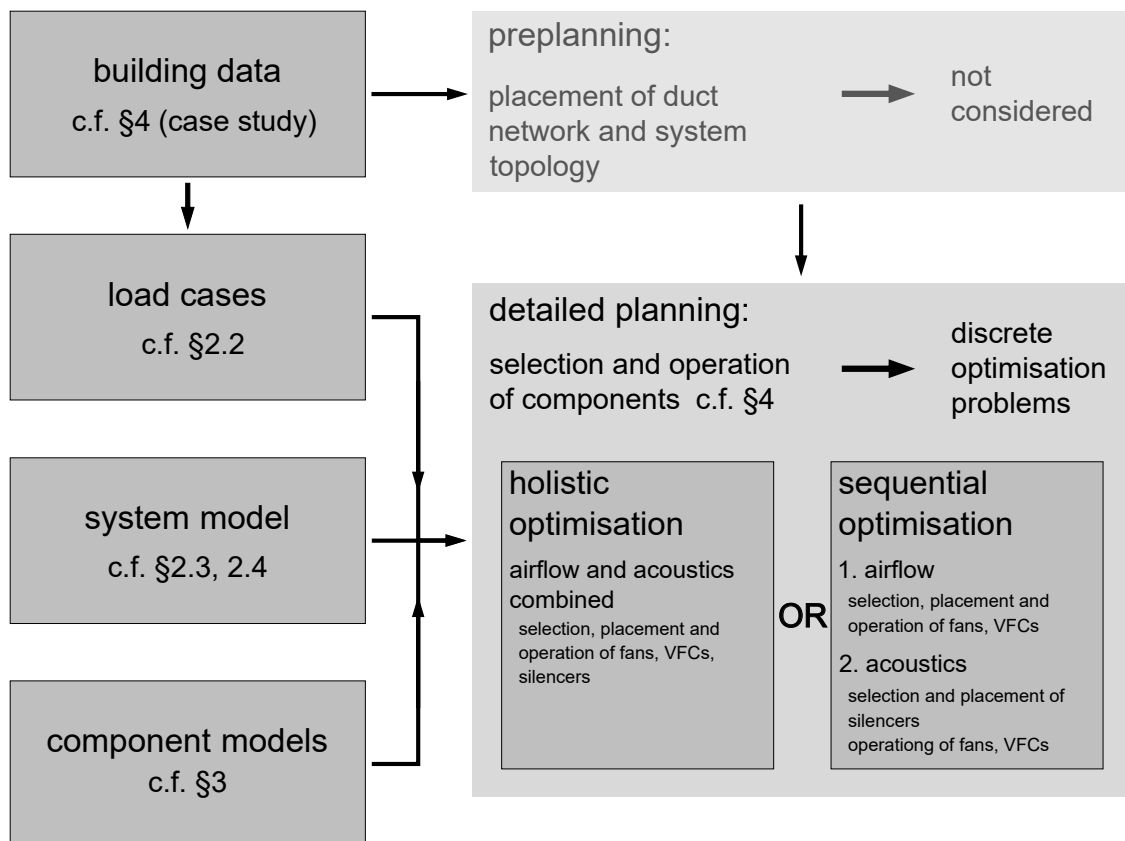 building data
c.f. §4 (case study)
preplanning:
placement of duct
network and system
topology
not
considered
load cases
c.f. §2.2
system model
c.f. §2.3, 2.4
component models
c.f. §3
detailed planning:
selection and operation
of components  c.f. §4
discrete
optimisation
problems
holistic
optimisation
airflow and acoustics
combined
selection, placement and
operation of fans, VFCs,
silencers
OR
sequential
optimisation
1. airflow
selection, placement and
operation of fans, VFCs
2. acoustics
selection and placement of
silencers
operationg of fans, VFCs